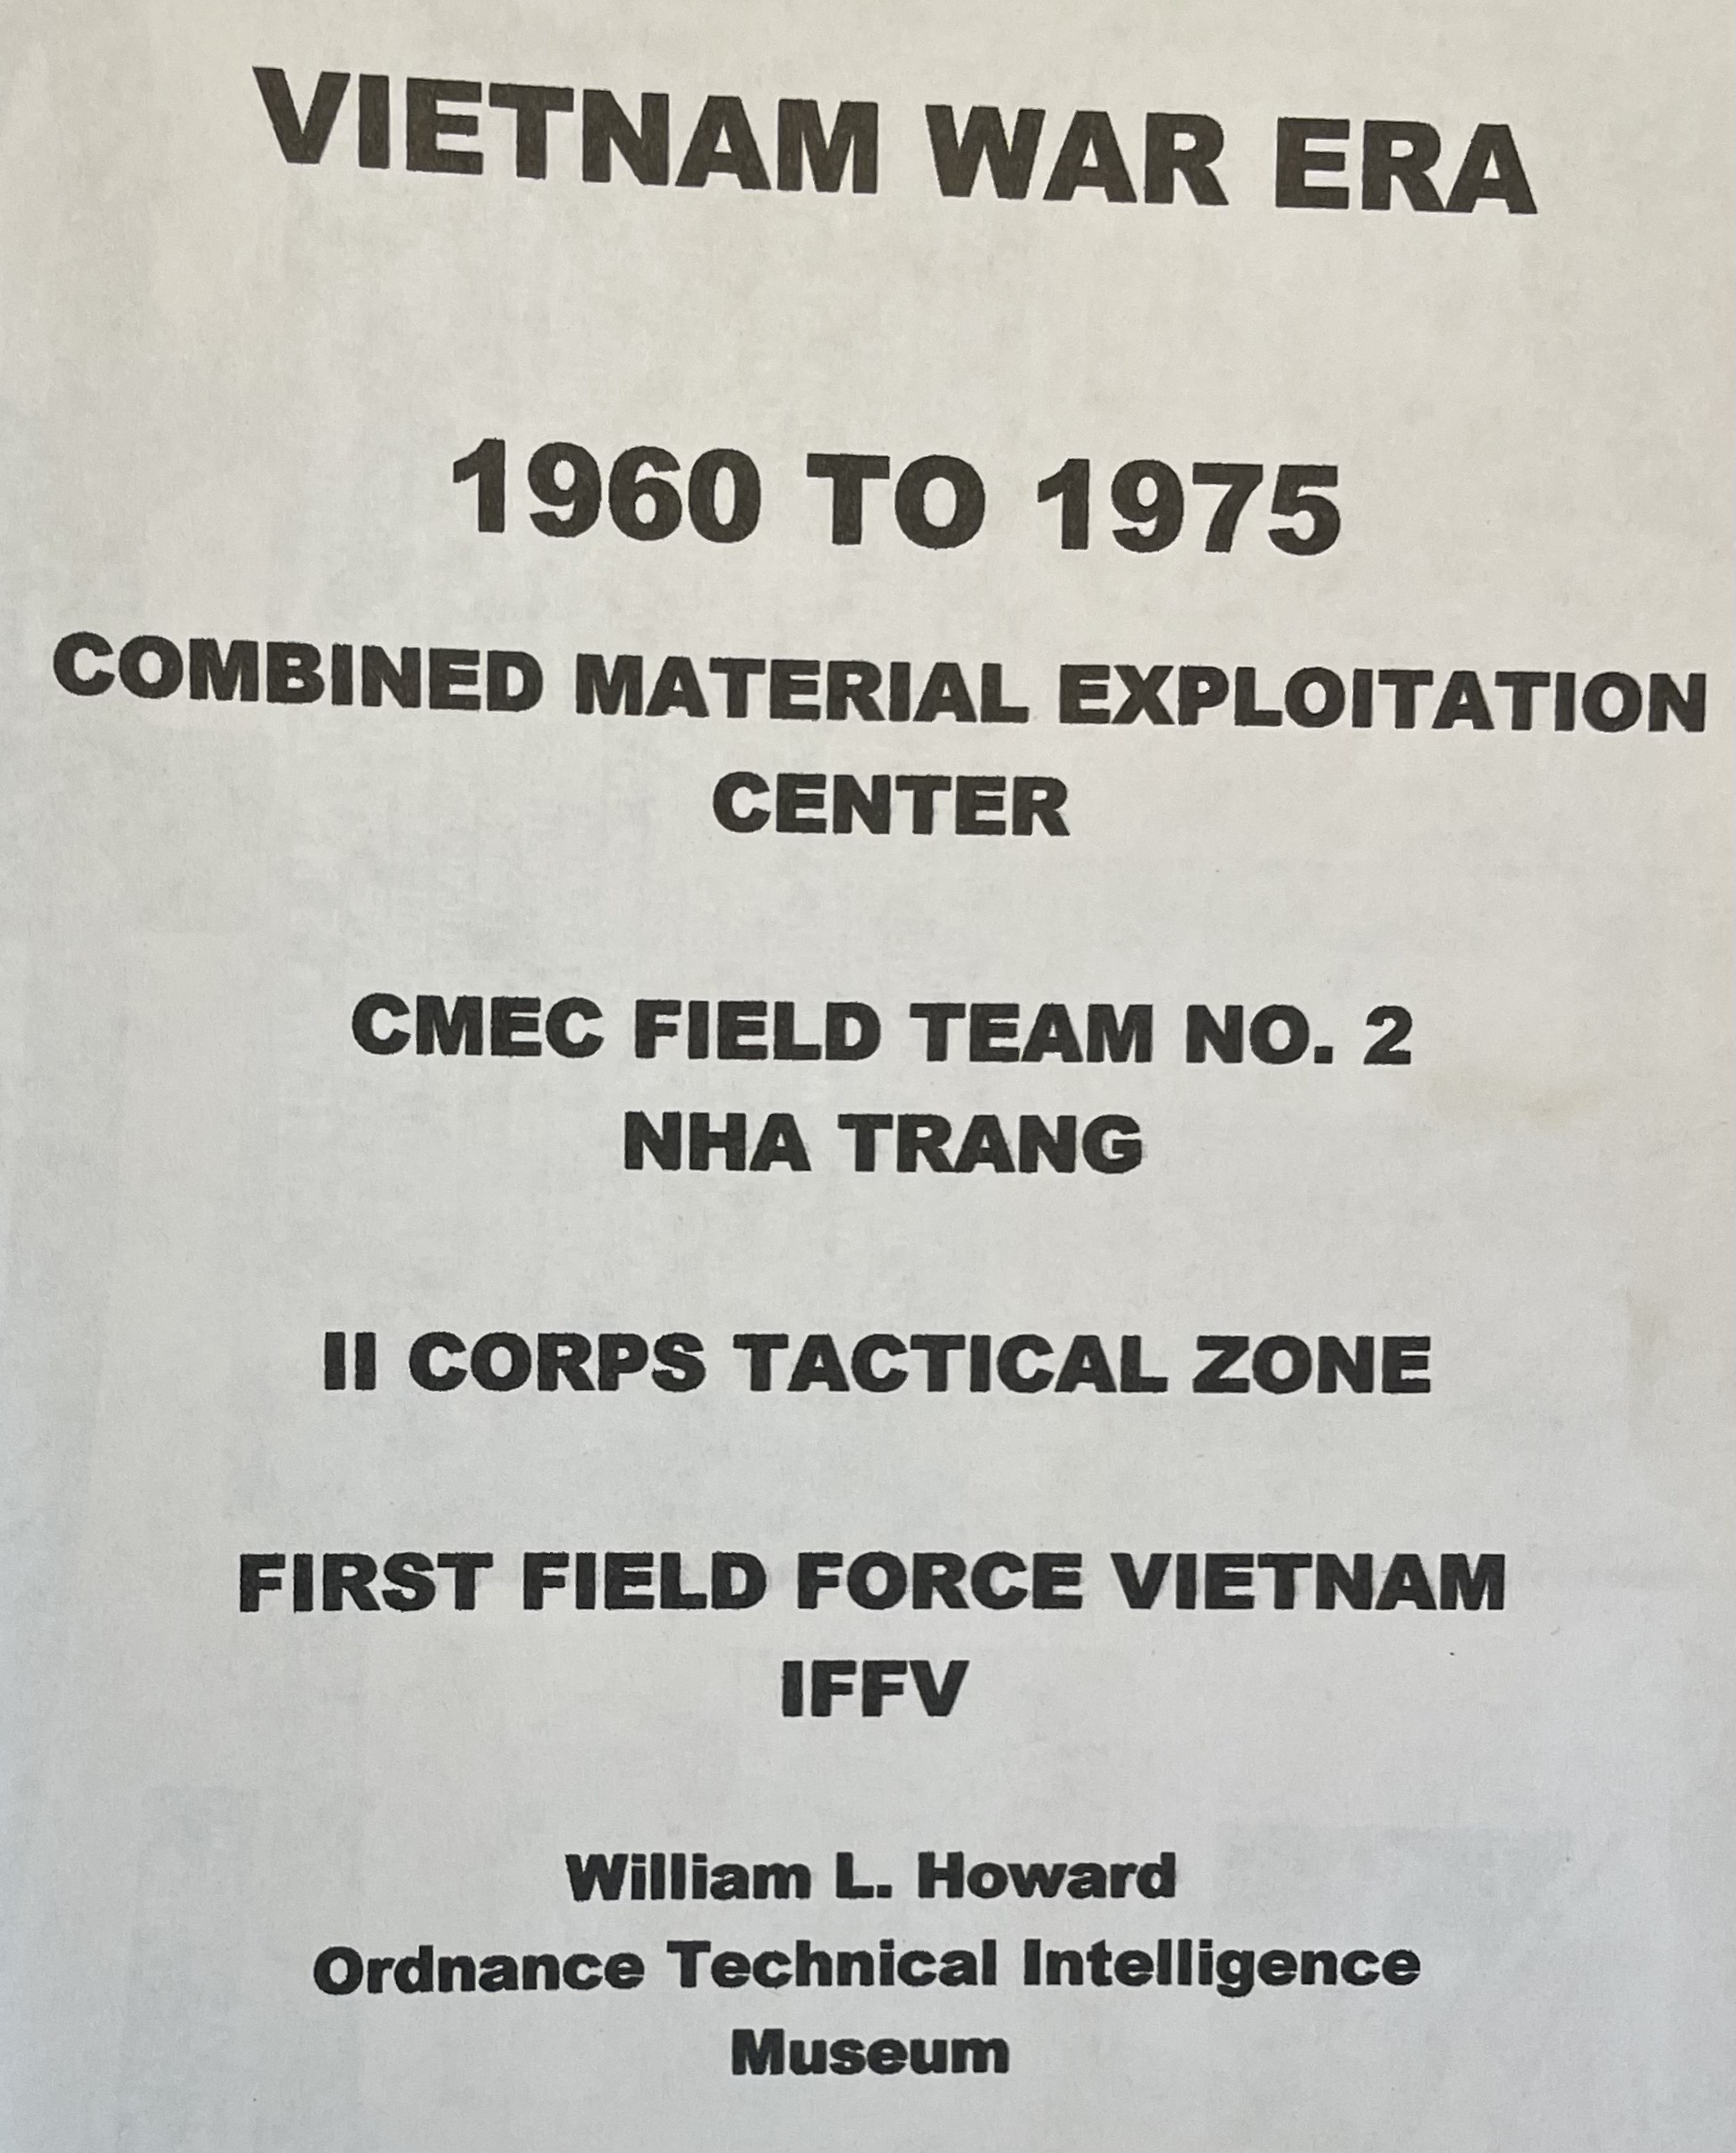 VIETNAM WAR ERA
1960 TO 1975
COMBINED MATERIAL EXPLOITATION
CENTER
CMEC FIELD TEAM NO. 2
NHA TRANG
II CORPS TACTICAL ZONE
FIRST FIELD FORCE VIETNAM
IFFV
William L. Howard
Ordnance Technical Intelligence
Museum